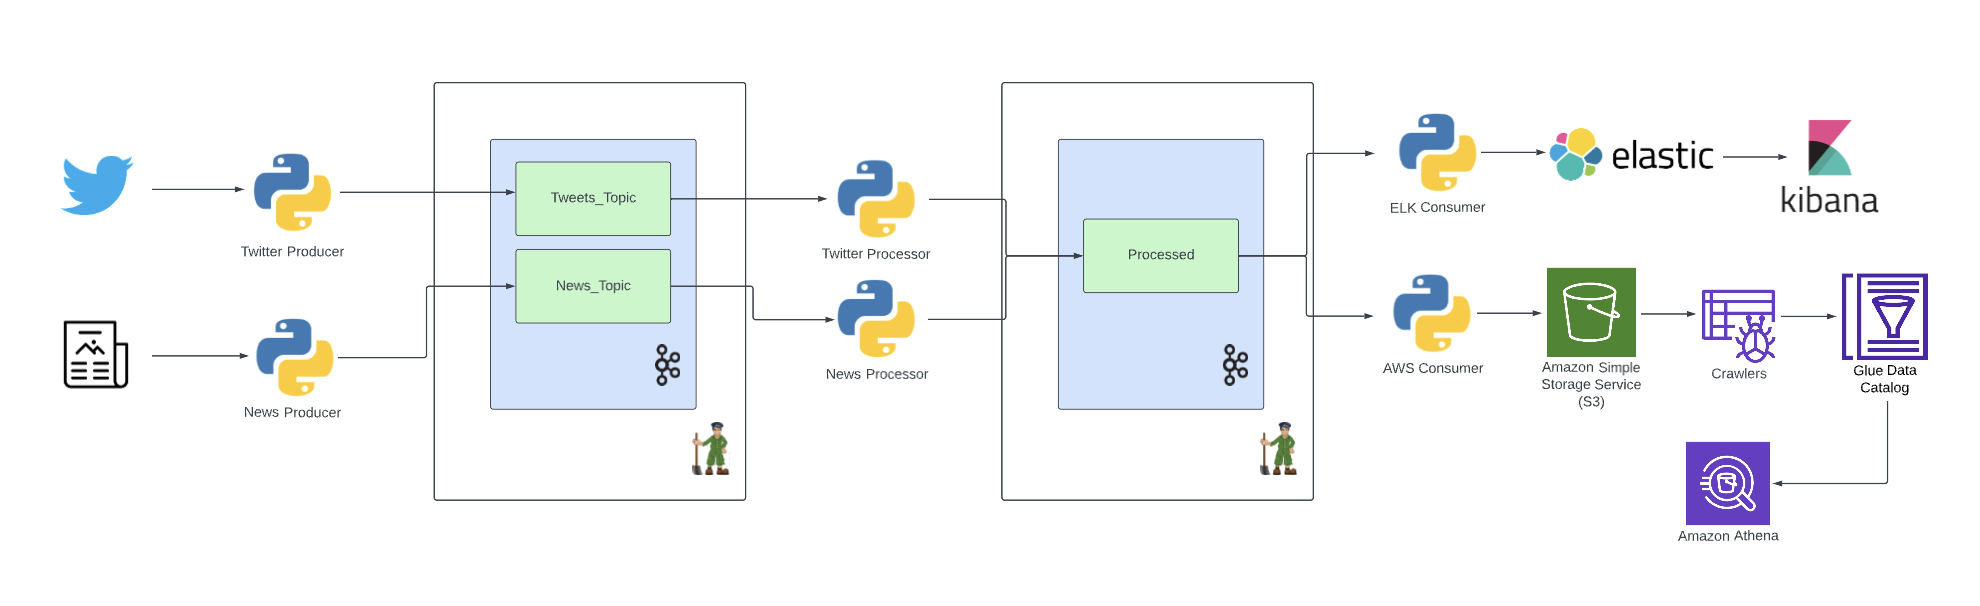 Twitter Producer
News Producer
Tweets_Topic
News_Topic
Twitter Processor
News Processor
Processed
ELK Consumer
elastic
kibana
AWS Consumer
Amazon Simple
Storage Service
(S3)
Crawlers
Glue Data
Catalog
Amazon Athena